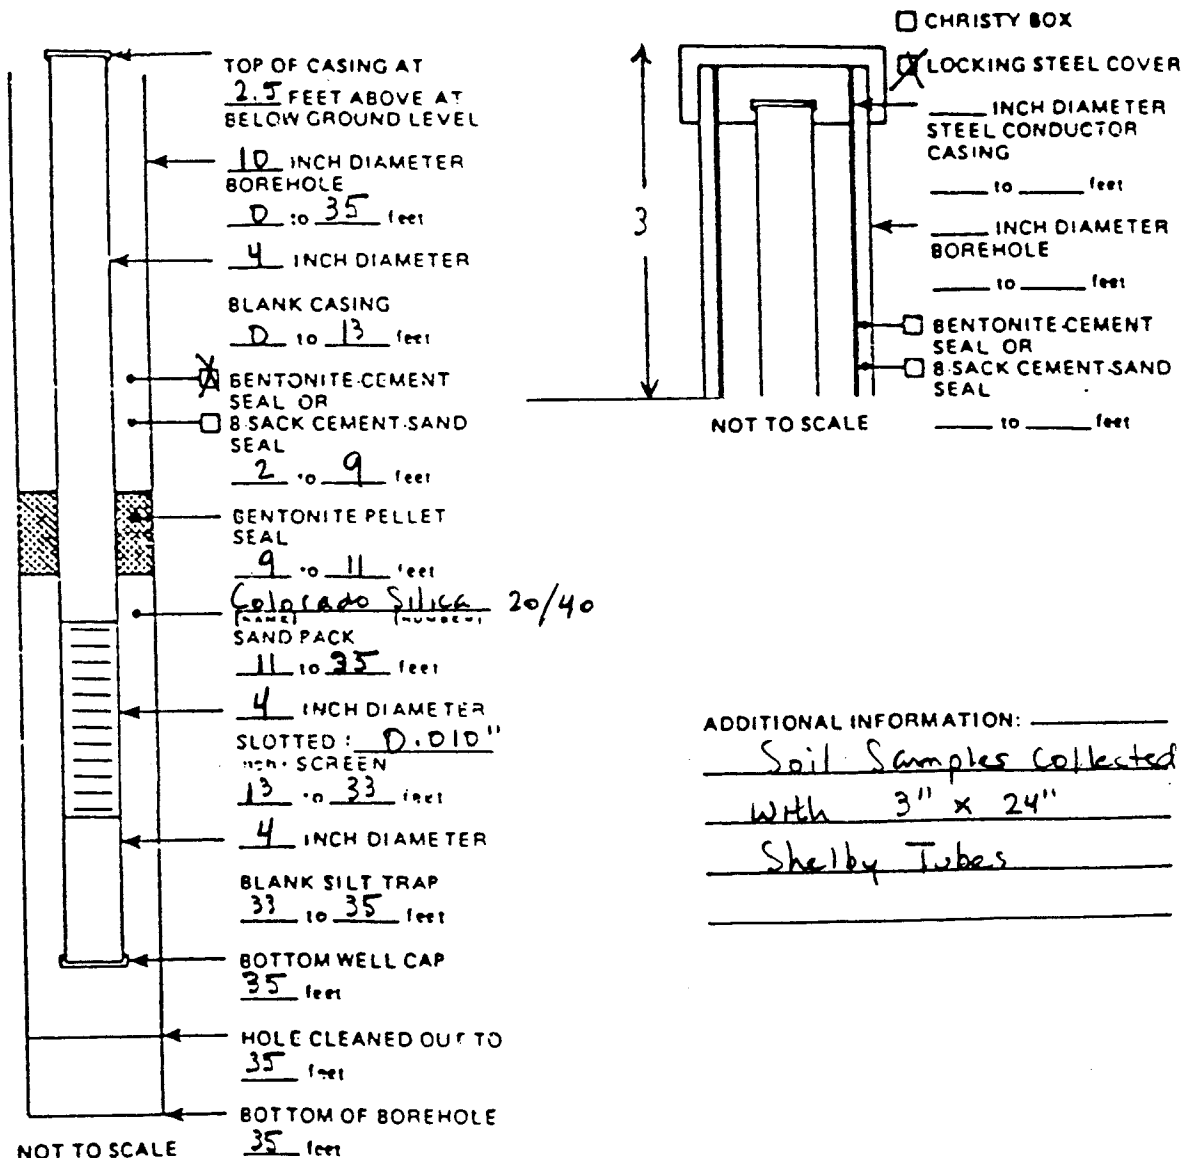 TOP OF CASING AT
2.5 FEET ABOVE AT
BELOW GROUND LEVEL
10 INCH DIAMETER
BOREHOLE
0 to 35 feet
4 INCH DIAMETER
BLANK CASING
0 to 13 feet
BENTONITE-CEMENT
SEAL OR
8-SACK CEMENT-SAND
SEAL
2 to 9 feet
BENTONITE PELLET
SEAL
9 to 11 feet
Colorado Silica 20/40
(NAME) (NUMBER)
SAND PACK
11 to 35 feet
4 INCH DIAMETER
SLOTTED: 0.010"
inch SCREEN
13 to 33 feet
4 INCH DIAMETER
BLANK SILT TRAP
33 to 35 feet
BOTTOM WELL CAP
35 feet
HOLE CLEANED OUT TO
35 feet
BOTTOM OF BOREHOLE
35 feet
NOT TO SCALE
CHRISTY BOX
LOCKING STEEL COVER
INCH DIAMETER
STEEL CONDUCTOR
CASING
to feet
INCH DIAMETER
BOREHOLE
to feet
BENTONITE-CEMENT
SEAL OR
8-SACK CEMENT-SAND
SEAL
to feet
3
NOT TO SCALE
ADDITIONAL INFORMATION:
Soil Samples Collected
With 3" x 24"
Shelby Tubes